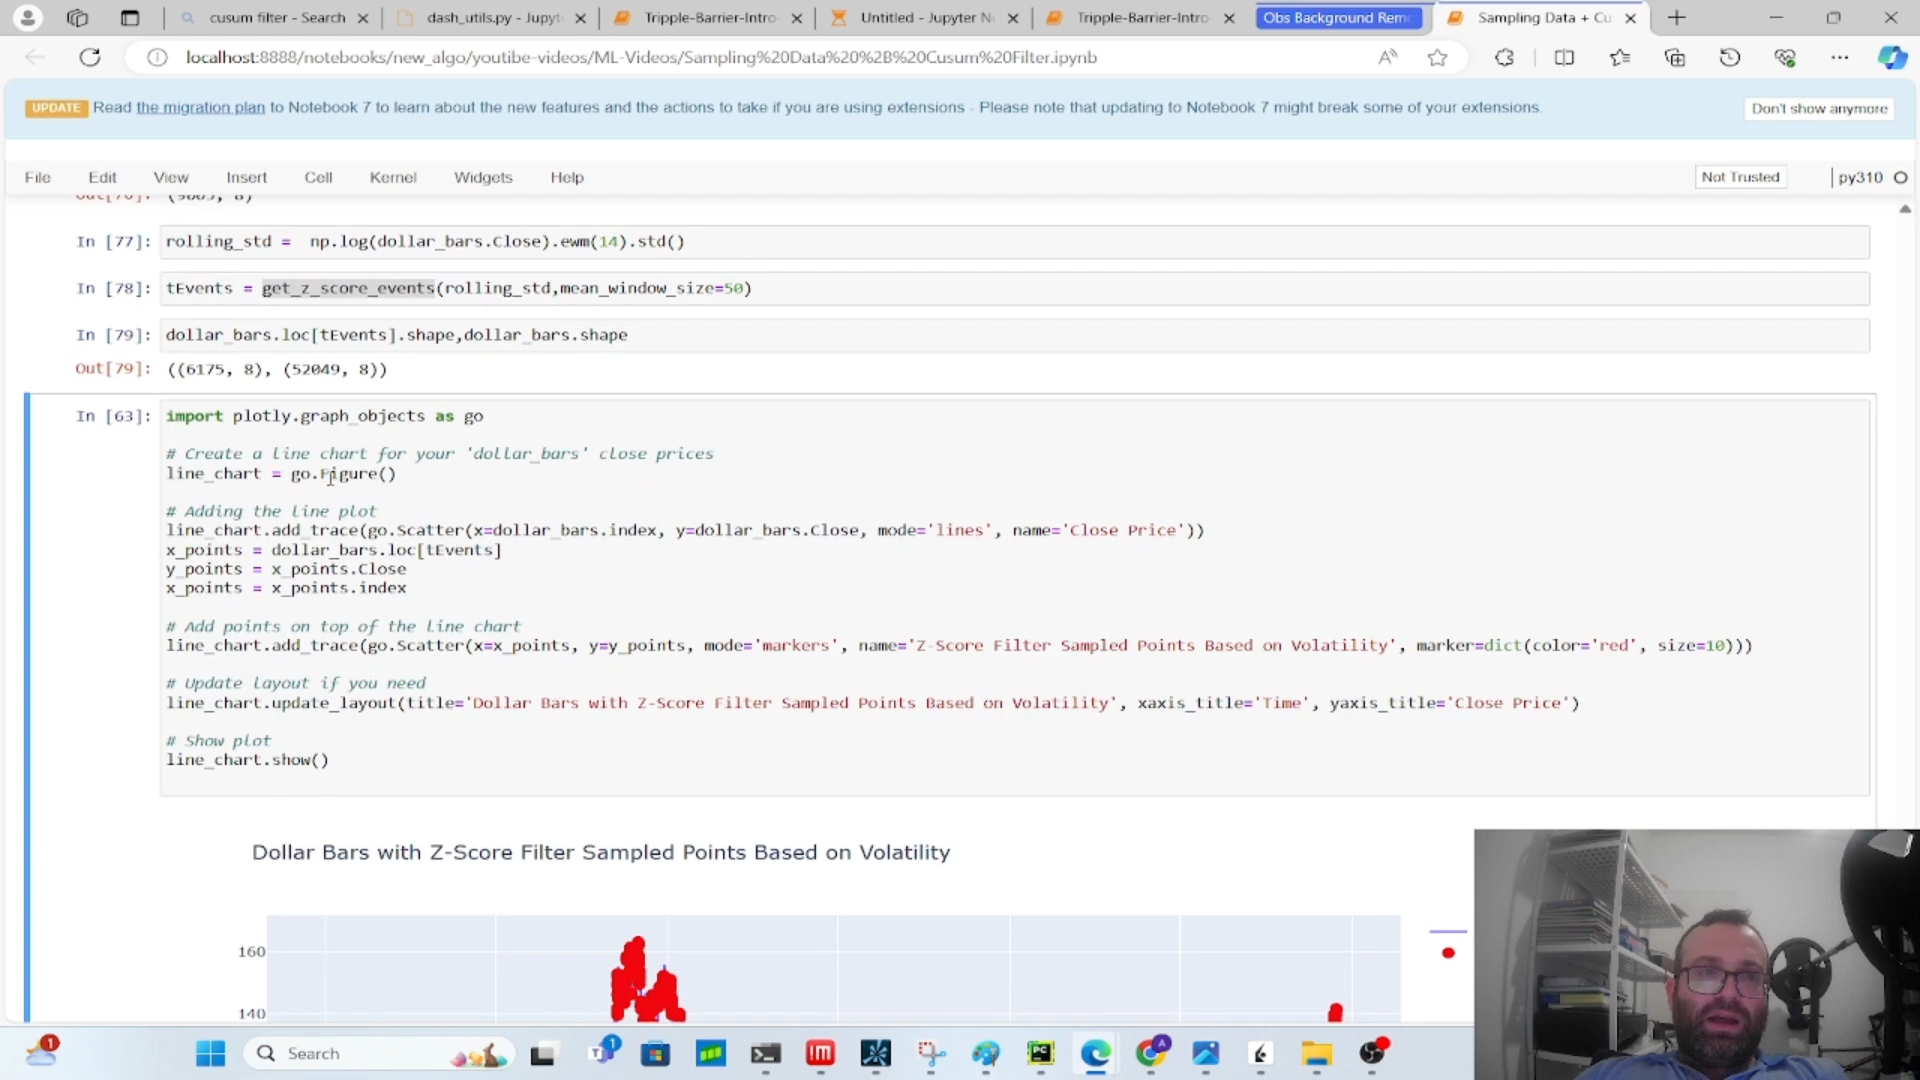 cusum filter - Search
dash_utils.py - Jupyt
Tripple-Barrier-Intro-
Untitled - Jupyter N
Tripple-Barrier-Intro-
Obs Background Rem
Sampling Data + Cu
localhost:8888/notebooks/new_algo/youtibe-videos/ML-Videos/Sampling%20Data%20%2B%20Cusum%20Filter.ipynb
UPDATE Read the migration plan to Notebook 7 to learn about the new features and the actions to take if you are using extensions - Please note that updating to Notebook 7 might break some of your extensions.
Don't show anymore
File Edit View Insert Cell Kernel Widgets Help
Not Trusted
py310
In [77]: rolling_std =  np.log(dollar_bars.Close).ewm(14).std()
In [78]: tEvents = get_z_score_events(rolling_std,mean_window_size=50)
In [79]: dollar_bars.loc[tEvents].shape,dollar_bars.shape
Out[79]: ((6175, 8), (52049, 8))
In [63]: import plotly.graph_objects as go
# Create a line chart for your 'dollar_bars' close prices
line_chart = go.Figure()
# Adding the line plot
line_chart.add_trace(go.Scatter(x=dollar_bars.index, y=dollar_bars.Close, mode='lines', name='Close Price'))
x_points = dollar_bars.loc[tEvents]
y_points = x_points.Close
x_points = x_points.index
# Add points on top of the line chart
line_chart.add_trace(go.Scatter(x=x_points, y=y_points, mode='markers', name='Z-Score Filter Sampled Points Based on Volatility', marker=dict(color='red', size=10)))
# Update layout if you need
line_chart.update_layout(title='Dollar Bars with Z-Score Filter Sampled Points Based on Volatility', xaxis_title='Time', yaxis_title='Close Price')
# Show plot
line_chart.show()
Dollar Bars with Z-Score Filter Sampled Points Based on Volatility
160
140
Search